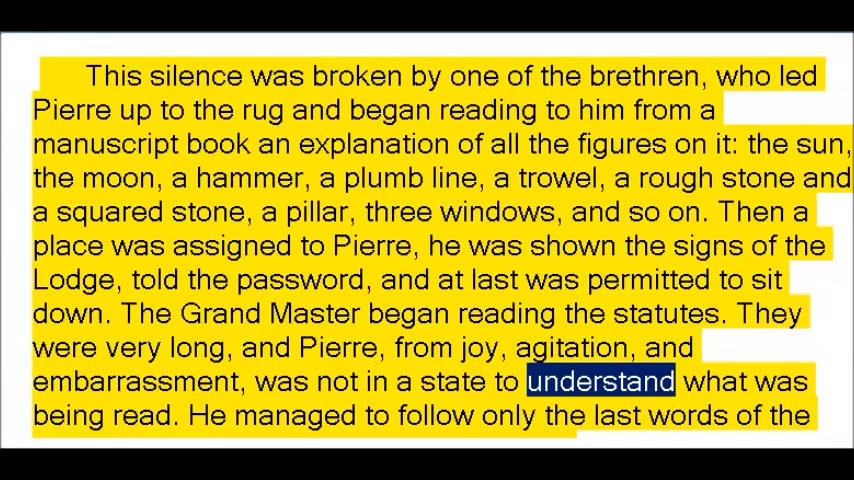 This silence was broken by one of the brethren, who led
Pierre up to the rug and began reading to him from a
manuscript book an explanation of all the figures on it: the sun,
the moon, a hammer, a plumb line, a trowel, a rough stone and
a squared stone, a pillar, three windows, and so on. Then a
place was assigned to Pierre, he was shown the signs of the
Lodge, told the password, and at last was permitted to sit
down. The Grand Master began reading the statutes. They
were very long, and Pierre, from joy, agitation, and
embarrassment, was not in a state to understand what was
being read. He managed to follow only the last words of the